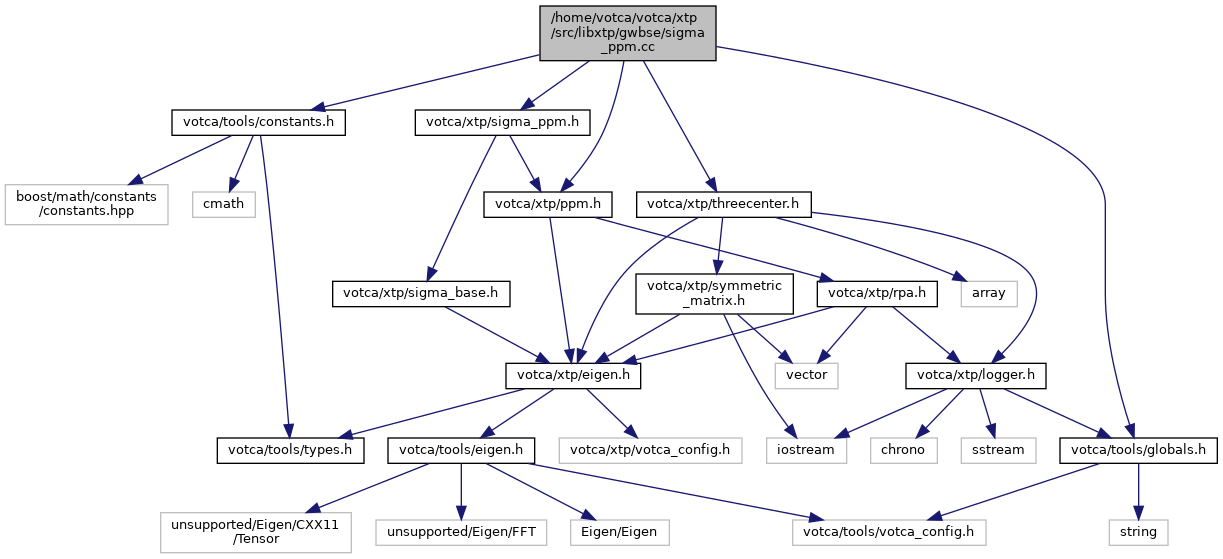 /home/votca/votca/xtp
/src/libxtp/gwbse/sigma
_ppm.cc
votca/tools/constants.h
votca/xtp/sigma_ppm.h
boost/math/constants
/constants.hpp
cmath
votca/xtp/ppm.h
votca/xtp/threecenter.h
votca/xtp/sigma_base.h
votca/xtp/symmetric
_matrix.h
votca/xtp/rpa.h
array
votca/xtp/eigen.h
vector
votca/xtp/logger.h
votca/tools/types.h
votca/tools/eigen.h
votca/xtp/votca_config.h
iostream
chrono
sstream
votca/tools/globals.h
unsupported/Eigen/CXX11
/Tensor
unsupported/Eigen/FFT
Eigen/Eigen
votca/tools/votca_config.h
string